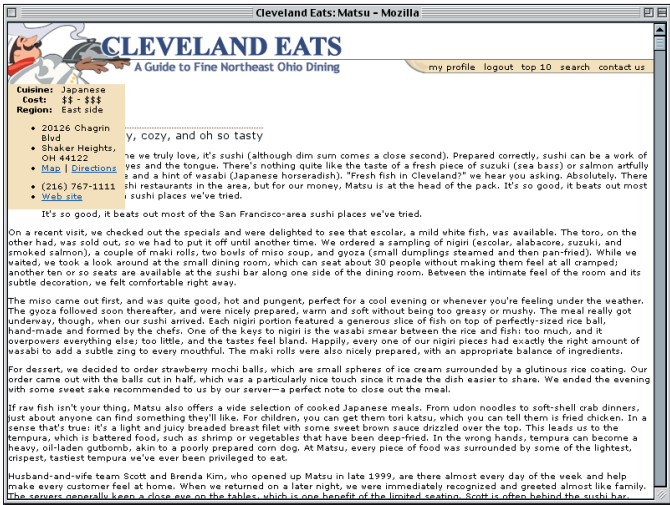 Cleveland Eats: Matsu - Mozilla
CLEVELAND EATS
A Guide to Fine Northeast Ohio Dining
my profile logout top 10 search contact us
Cuisine: Japanese
Cost: $$ - $$$
Region: East side
20126 Chagrin
Blvd
Shaker Heights,
OH 44122
Map | Directions
(216) 767-1111
Web site
y, cozy, and oh so tasty
ne we truly love, it's sushi (although dim sum comes a close second). Prepared correctly, sushi can be a work of
yes and the tongue. There's nothing quite like the taste of a fresh piece of suzuki (sea bass) or salmon artfully
e and a hint of wasabi (Japanese horseradish). "Fresh fish in Cleveland?" we hear you asking. Absolutely. There
shi restaurants in the area, but for our money, Matsu is at the head of the pack. It's so good, it beats out most
sushi places we've tried.
It's so good, it beats out most of the San Francisco-area sushi places we've tried.
On a recent visit, we checked out the specials and were delighted to see that escolar, a mild white fish, was available. The toro, on the
other had, was sold out, so we had to put it off until another time. We ordered a sampling of nigiri (escolar, alabacore, suzuki, and
smoked salmon), a couple of maki rolls, two bowls of miso soup, and gyoza (small dumplings steamed and then pan-fried). While we
waited, we took a look around at the small dining room, which can seat about 30 people without making them feel at all cramped;
another ten or so seats are available at the sushi bar along one side of the dining room. Between the intimate feel of the room and its
subtle decoration, we felt comfortable right away.
The miso came out first, and was quite good, hot and pungent, perfect for a cool evening or whenever you're feeling under the weather.
The gyoza followed soon thereafter, and were nicely prepared, warm and soft without being too greasy or mushy. The meal really got
underway, though, when our sushi arrived. Each nigiri portion featured a generous slice of fish on top of perfectly-sized rice ball,
hand-made and formed by the chefs. One of the keys to nigiri is the wasabi smear between the rice and fish: too much, and it
overpowers everything else; too little, and the tastes feel bland. Happily, every one of our nigiri pieces had exactly the right amount of
wasabi to add a subtle zing to every mouthful. The maki rolls were also nicely prepared, with an appropriate balance of ingredients.
For dessert, we decided to order strawberry mochi balls, which are small spheres of ice cream surrounded by a glutinous rice coating. Our
order came out with the balls cut in half, which was a particularly nice touch since it made the dish easier to share. We ended the evening
with some sweet sake recommended to us by our server—a perfect note to close out the meal.
If raw fish isn't your thing, Matsu also offers a wide selection of cooked Japanese meals. From udon noodles to soft-shell crab dinners,
just about anyone can find something they'll like. For children, you can get them tori katsu, which you can tell them is fried chicken. In a
sense that's true: it's a light and juicy breaded breast filet with some sweet brown sauce drizzled over the top. This leads us to the
tempura, which is battered food, such as shrimp or vegetables that have been deep-fried. In the wrong hands, tempura can become a
heavy, oil-laden gutbomb, akin to a poorly prepared corn dog. At Matsu, every piece of food was surrounded by some of the lightest,
crispest, tastiest tempura we've ever been privileged to eat.
Husband-and-wife team Scott and Brenda Kim, who opened up Matsu in late 1999, are there almost every day of the week and help
make every customer feel at home. When we returned on a later night, we were immediately recognized and greeted almost like family.
The servers generally keep a close eye on the tables, which is one benefit of the limited seating. Scott is often behind the sushi bar,